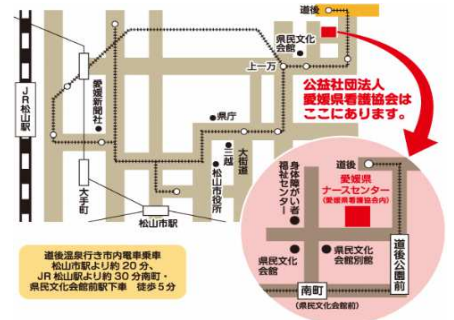 道後
県民文化
会館
上一万
公益社団法人
愛媛県看護協会は
ここにあります。
JR松山駅
愛媛新聞社
県庁
三越
大街道
松山市役所
大手町
松山市駅
道後温泉行き市内電車乗車
松山市駅より約20分、
JR松山駅より約30分南町・
県民文化会館前駅下車 徒歩5分
身体障がい者
福祉センター
道後
愛媛県
ナースセンター
(愛媛県看護協会内)
県民文化
会館
県民文化
会館別館
道後公園前
南町
(県民文化会館前)